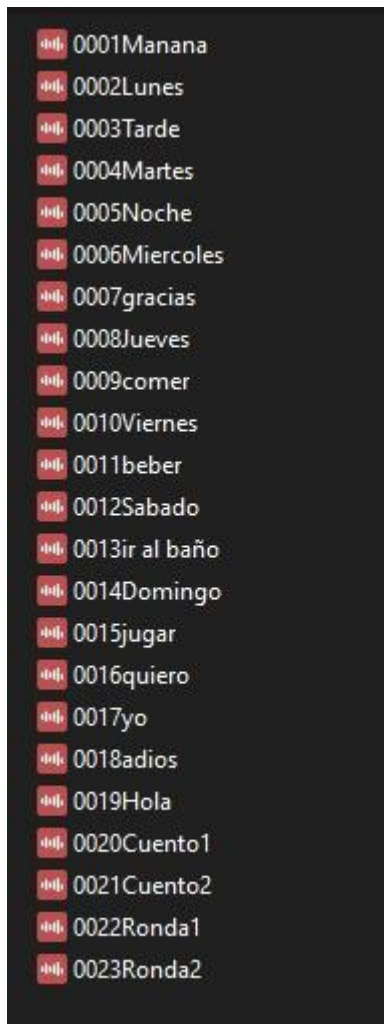 0001Manana
0002Lunes
0003Tarde
0004Martes
0005Noche
0006Miercoles
0007gracias
0008Jueves
0009comer
0010Viernes
0011beber
0012Sabado
0013ir al baño
0014Domingo
0015jugar
0016quiero
0017yo
0018adios
0019Hola
0020Cuento1
0021Cuento2
0022Ronda1
0023Ronda2